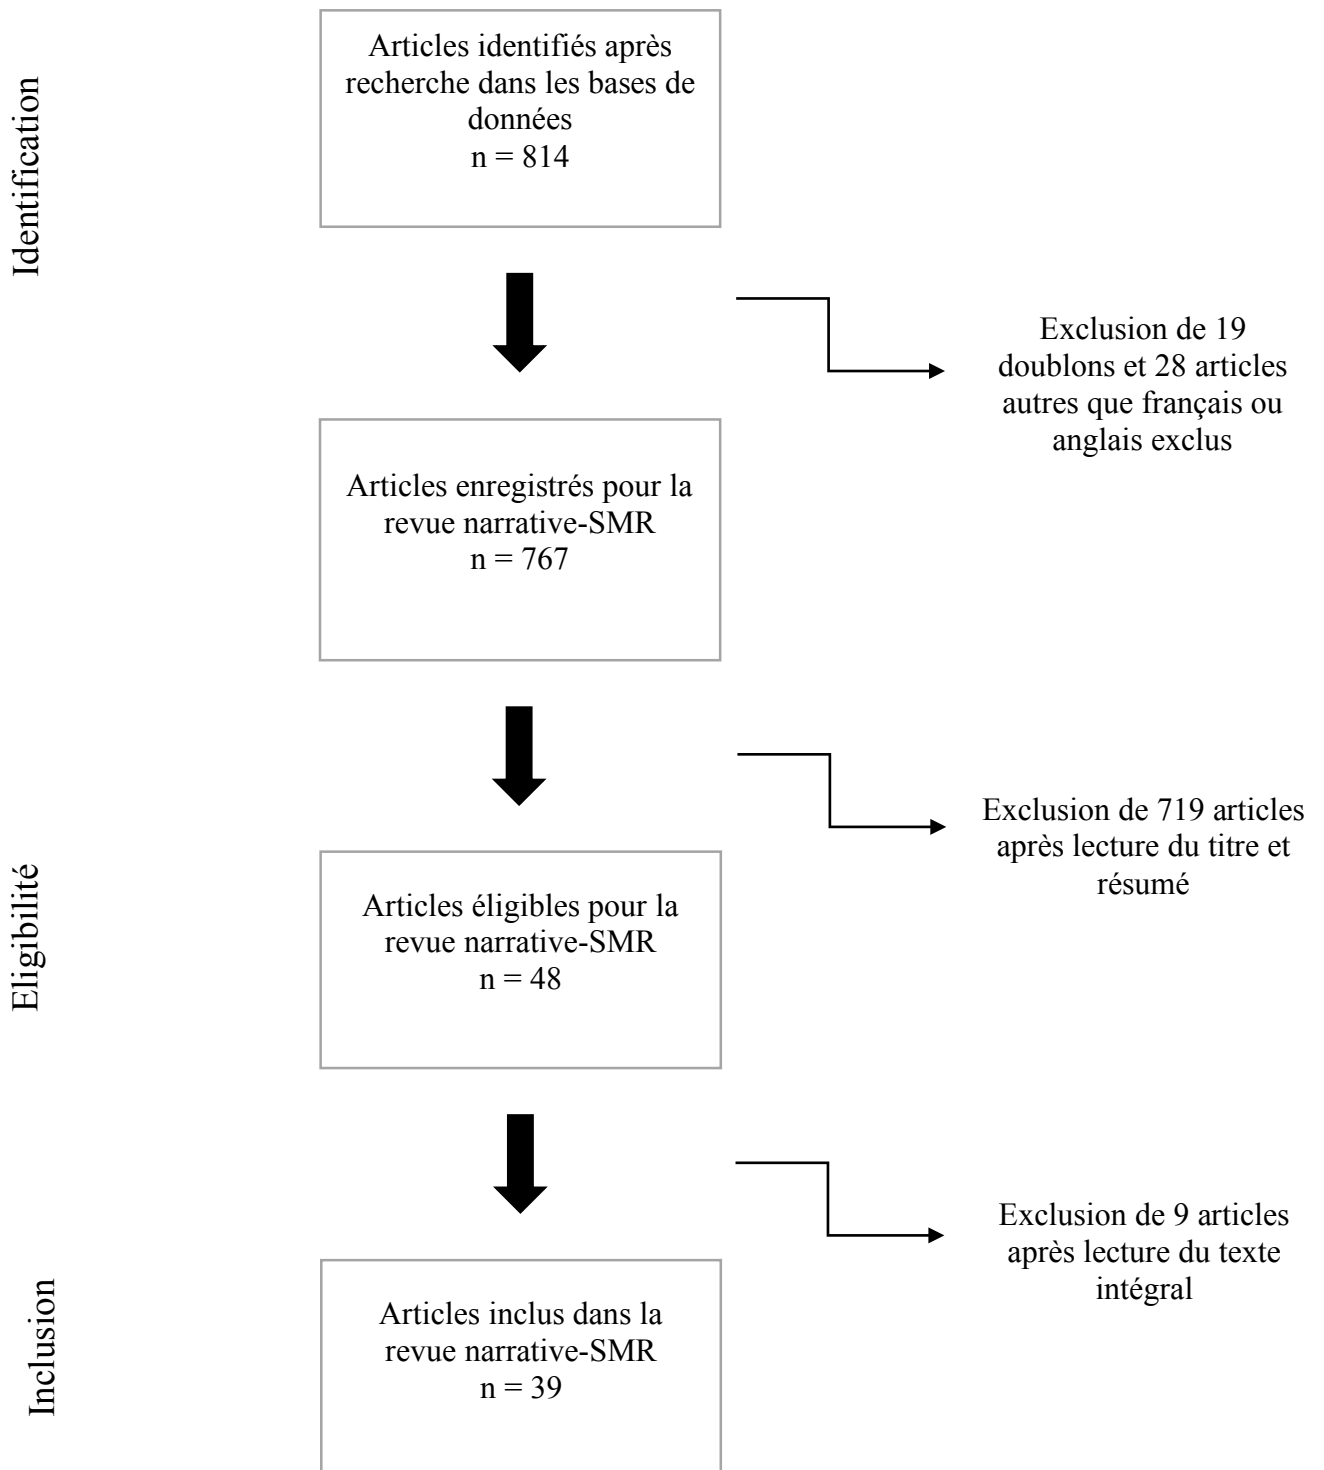 Identification
Articles identifiés après
recherche dans les bases de
données
n = 814
Exclusion de 19
doublons et 28 articles
autres que français ou
anglais exclus
Articles enregistrés pour la
revue narrative-SMR
n = 767
Exclusion de 719 articles
après lecture du titre et
résumé
Eligibilité
Articles éligibles pour la
revue narrative-SMR
n = 48
Exclusion de 9 articles
après lecture du texte
intégral
Inclusion
Articles inclus dans la
revue narrative-SMR
n = 39